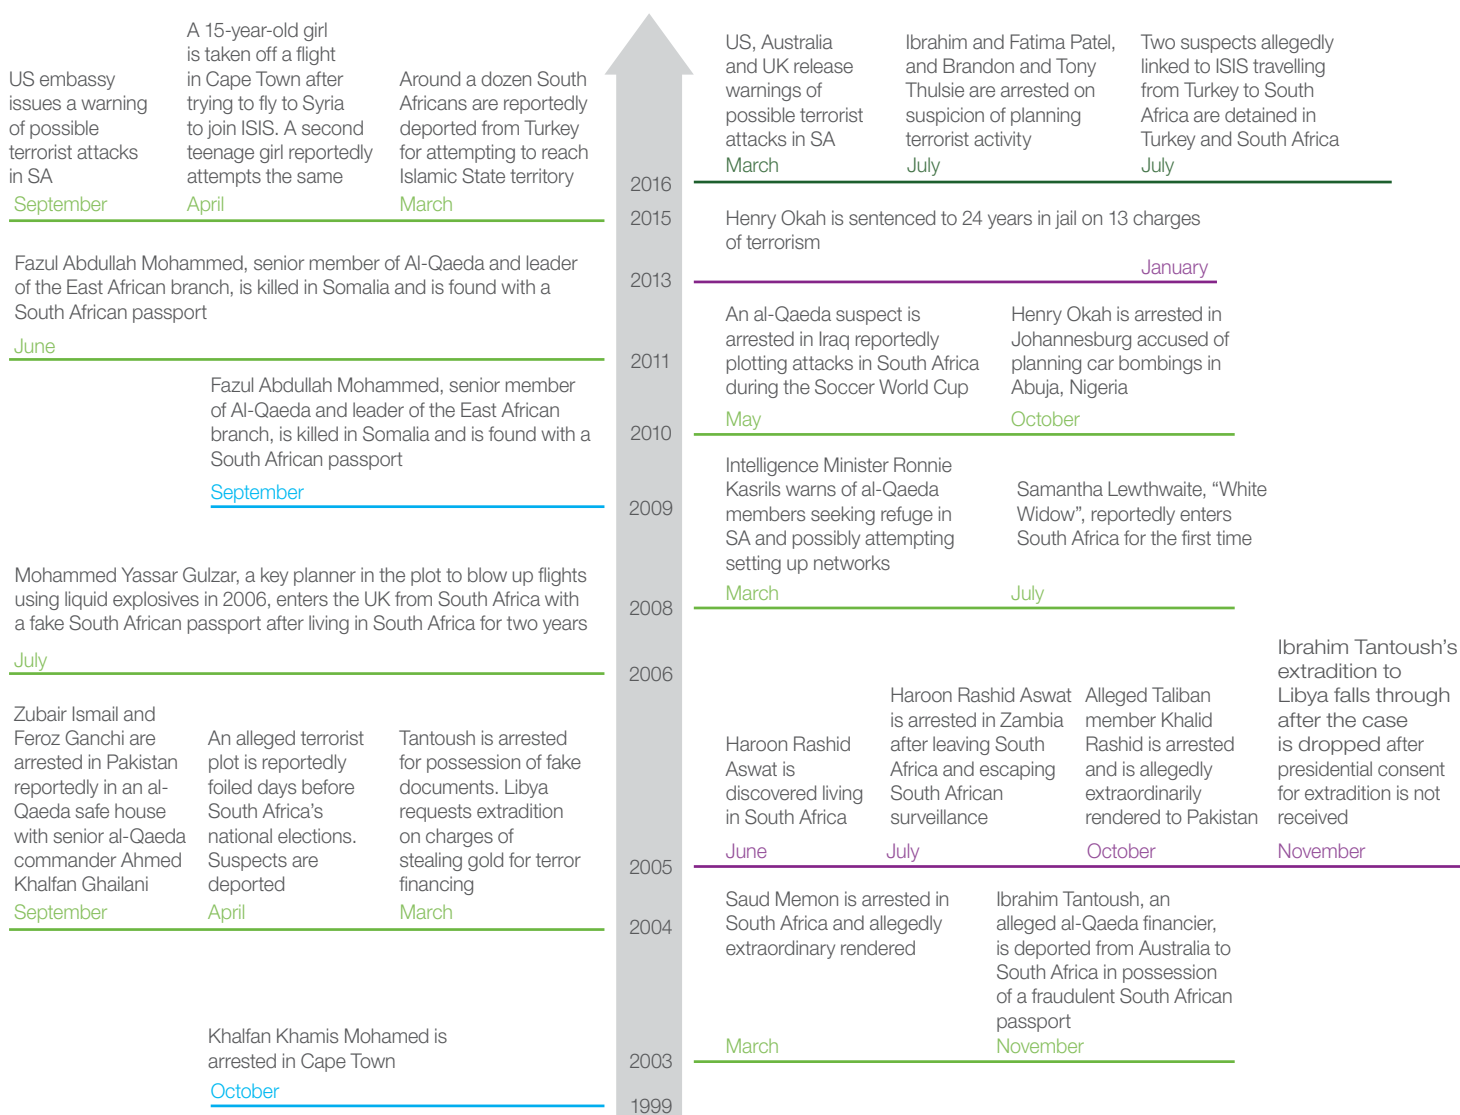 US embassy
issues a warning
of possible
terrorist attacks
in SA
September
A 15-year-old girl
is taken off a flight
in Cape Town after
trying to fly to Syria
to join ISIS. A second
teenage girl reportedly
attempts the same
April
Around a dozen South
Africans are reportedly
deported from Turkey
for attempting to reach
Islamic State territory
March
US, Australia
and UK release
warnings of
possible terrorist
attacks in SA
March
Ibrahim and Fatima Patel,
and Brandon and Tony
Thulsie are arrested on
suspicion of planning
terrorist activity
July
Two suspects allegedly
linked to ISIS travelling
from Turkey to South
Africa are detained in
Turkey and South Africa
July
2016
2015
Henry Okah is sentenced to 24 years in jail on 13 charges
of terrorism
January
2013
Fazul Abdullah Mohammed, senior member of Al-Qaeda and leader
of the East African branch, is killed in Somalia and is found with a
South African passport
June
2011
An al-Qaeda suspect is
arrested in Iraq reportedly
plotting attacks in South Africa
during the Soccer World Cup
May
Henry Okah is arrested in
Johannesburg accused of
planning car bombings in
Abuja, Nigeria
October
2010
Fazul Abdullah Mohammed, senior member
of Al-Qaeda and leader of the East African
branch, is killed in Somalia and is found with a
South African passport
September
2009
Intelligence Minister Ronnie
Kasrils warns of al-Qaeda
members seeking refuge in
SA and possibly attempting
setting up networks
March
Samantha Lewthwaite, “White
Widow”, reportedly enters
South Africa for the first time
July
2008
Mohammed Yassar Gulzar, a key planner in the plot to blow up flights
using liquid explosives in 2006, enters the UK from South Africa with
a fake South African passport after living in South Africa for two years
July
2006
Haroon Rashid
Aswat is
discovered living
in South Africa
June
Haroon Rashid Aswat
is arrested in Zambia
after leaving South
Africa and escaping
South African
surveillance
July
Alleged Taliban
member Khalid
Rashid is arrested
and is allegedly
extraordinarily
rendered to Pakistan
October
Ibrahim Tantoush’s
extradition to
Libya falls through
after the case
is dropped after
presidential consent
for extradition is not
received
November
2005
Zubair Ismail and
Feroz Ganchi are
arrested in Pakistan
reportedly in an al-
Qaeda safe house
with senior al-Qaeda
commander Ahmed
Khalfan Ghailani
September
An alleged terrorist
plot is reportedly
foiled days before
South Africa’s
national elections.
Suspects are
deported
April
Tantoush is arrested
for possession of fake
documents. Libya
requests extradition
on charges of
stealing gold for terror
financing
March
2004
Saud Memon is arrested in
South Africa and allegedly
extraordinary rendered
March
Ibrahim Tantoush, an
alleged al-Qaeda financier,
is deported from Australia to
South Africa in possession
of a fraudulent South African
passport
November
2003
Khalfan Khamis Mohamed is
arrested in Cape Town
October
1999